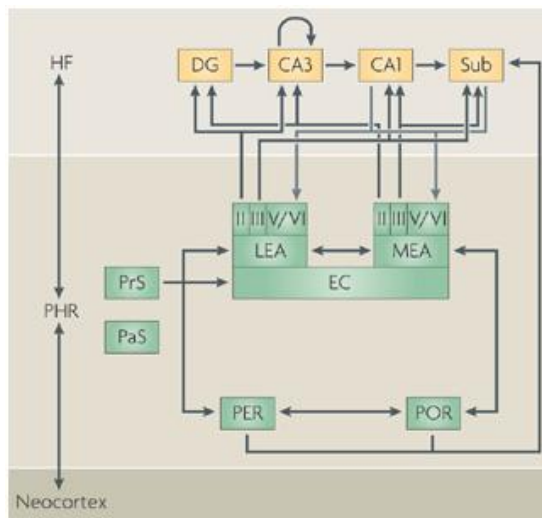 HF
DG CA3 CA1 Sub
II III V/VI II III V/VI
LEA MEA
PrS EC
PHR
PaS
PER POR
Neocortex